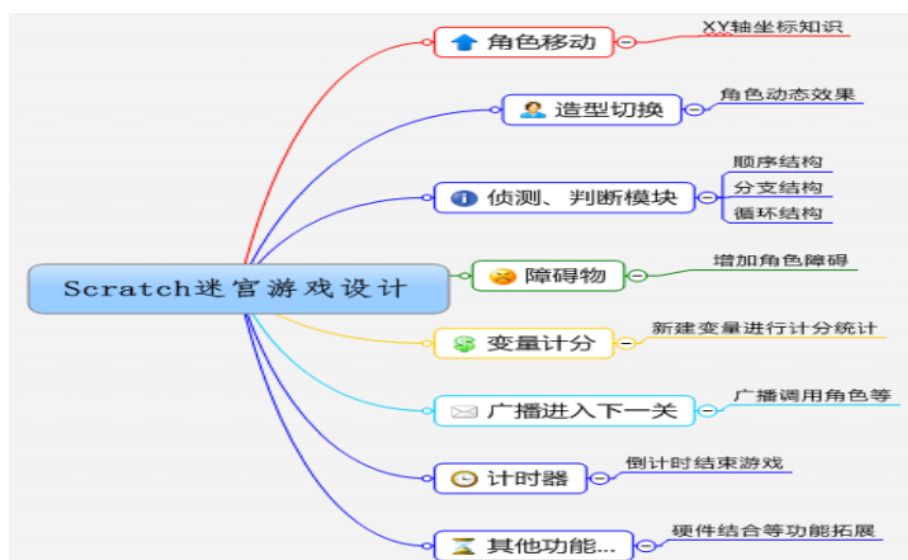 角色移动
XY轴坐标知识
造型切换
角色动态效果
侦测、判断模块
顺序结构
分支结构
循环结构
Scratch迷宫游戏设计
障碍物
增加角色障碍
变量计分
新建变量进行计分统计
广播进入下一关
广播调用角色等
计时器
倒计时结束游戏
其他功能...
硬件结合等功能拓展